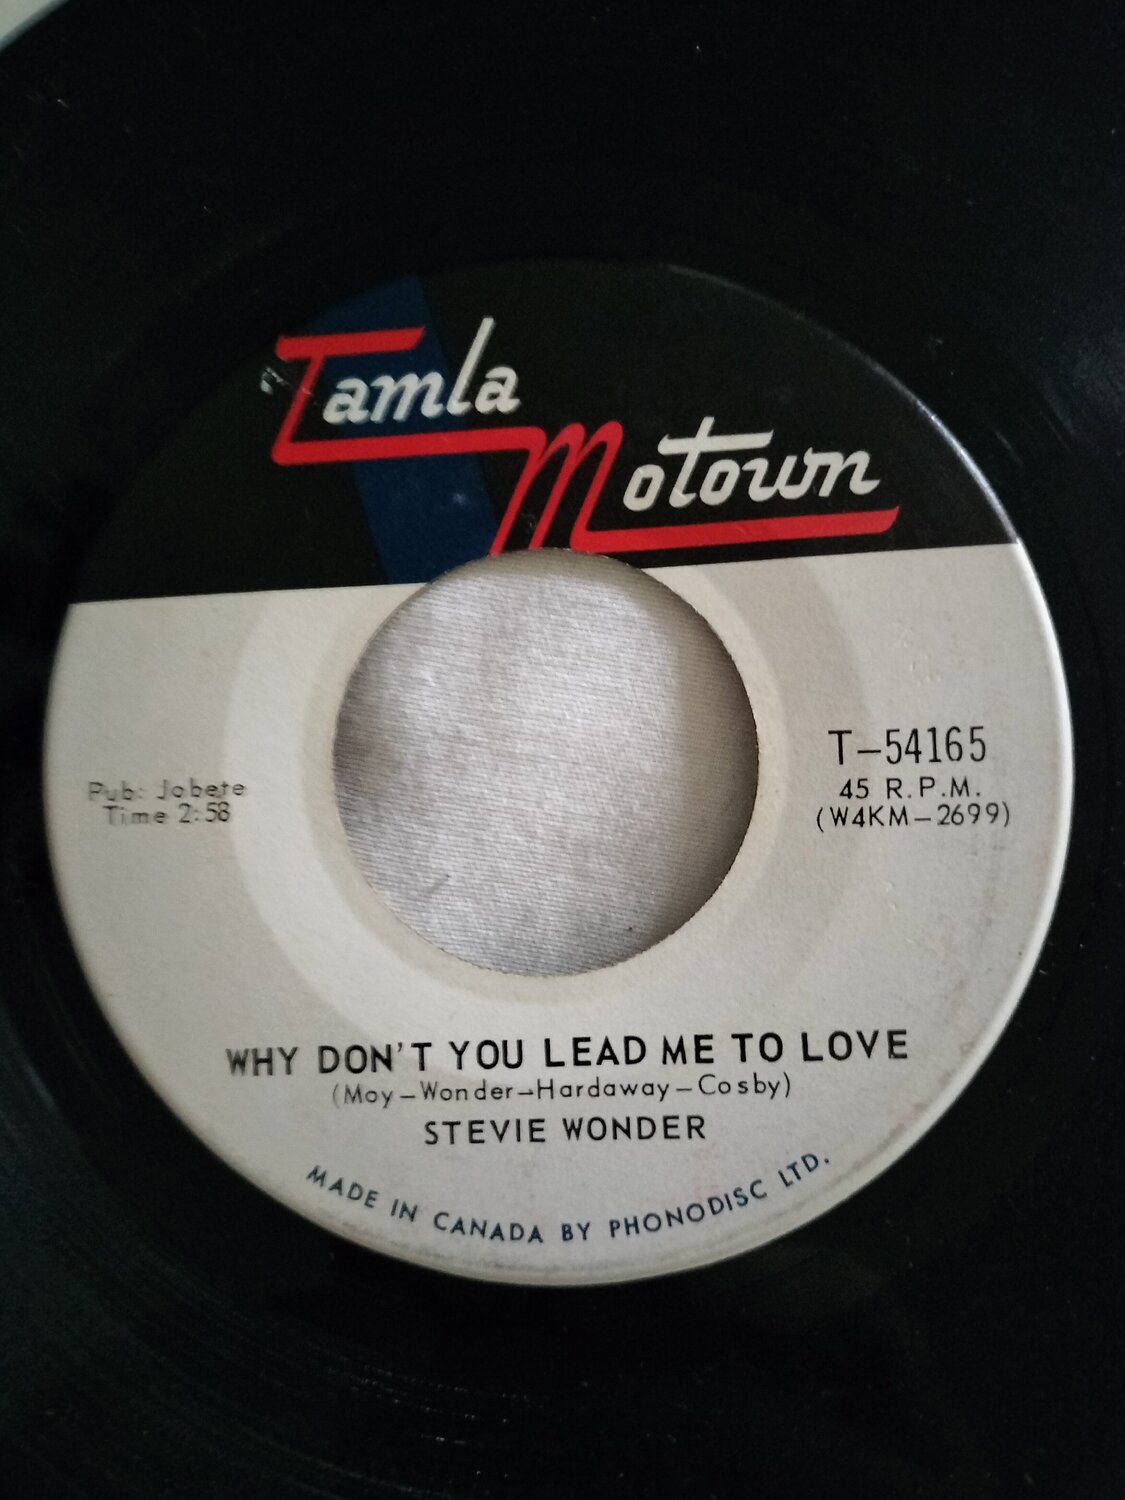 Tamla
Motown
T-54165
45 R.P.M.
(W4KM-2699)
Pub: Jobete
Time 2:58
WHY DON'T YOU LEAD ME TO LOVE
(Moy-Wonder-Hardaway-Cosby)
STEVIE WONDER
MADE IN CANADA BY PHONODISC LTD.